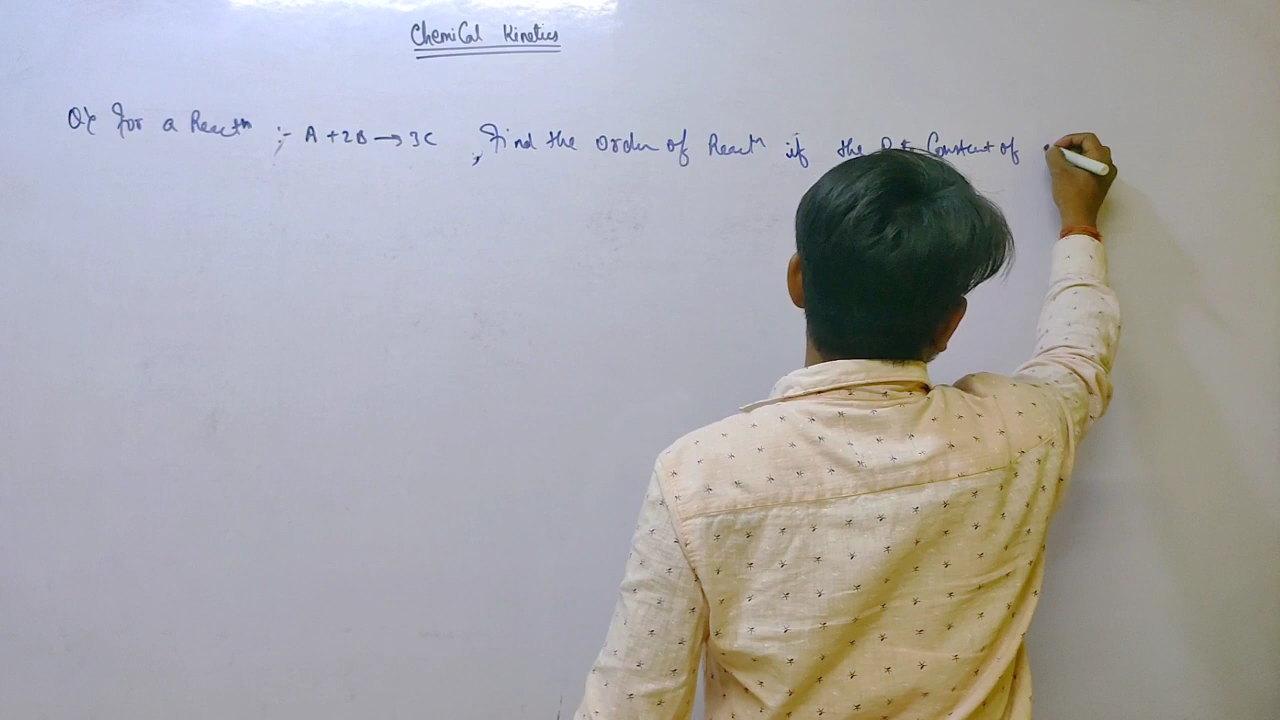 Chemical Kinetics
Q% for a Reactn :- A + 2B → 3C , find the order of Reactn if the Constant of